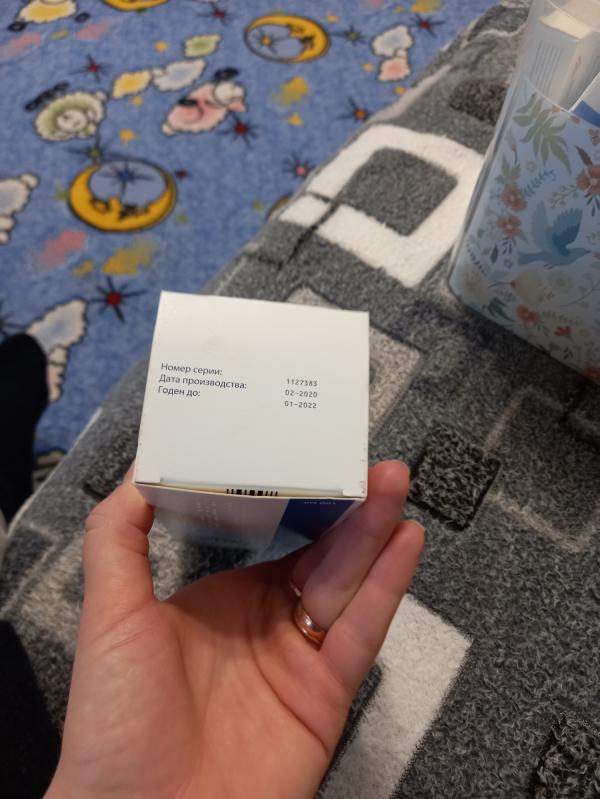 Номер серии: 1127383
Дата производства: 02-2020
Годен до: 01-2022